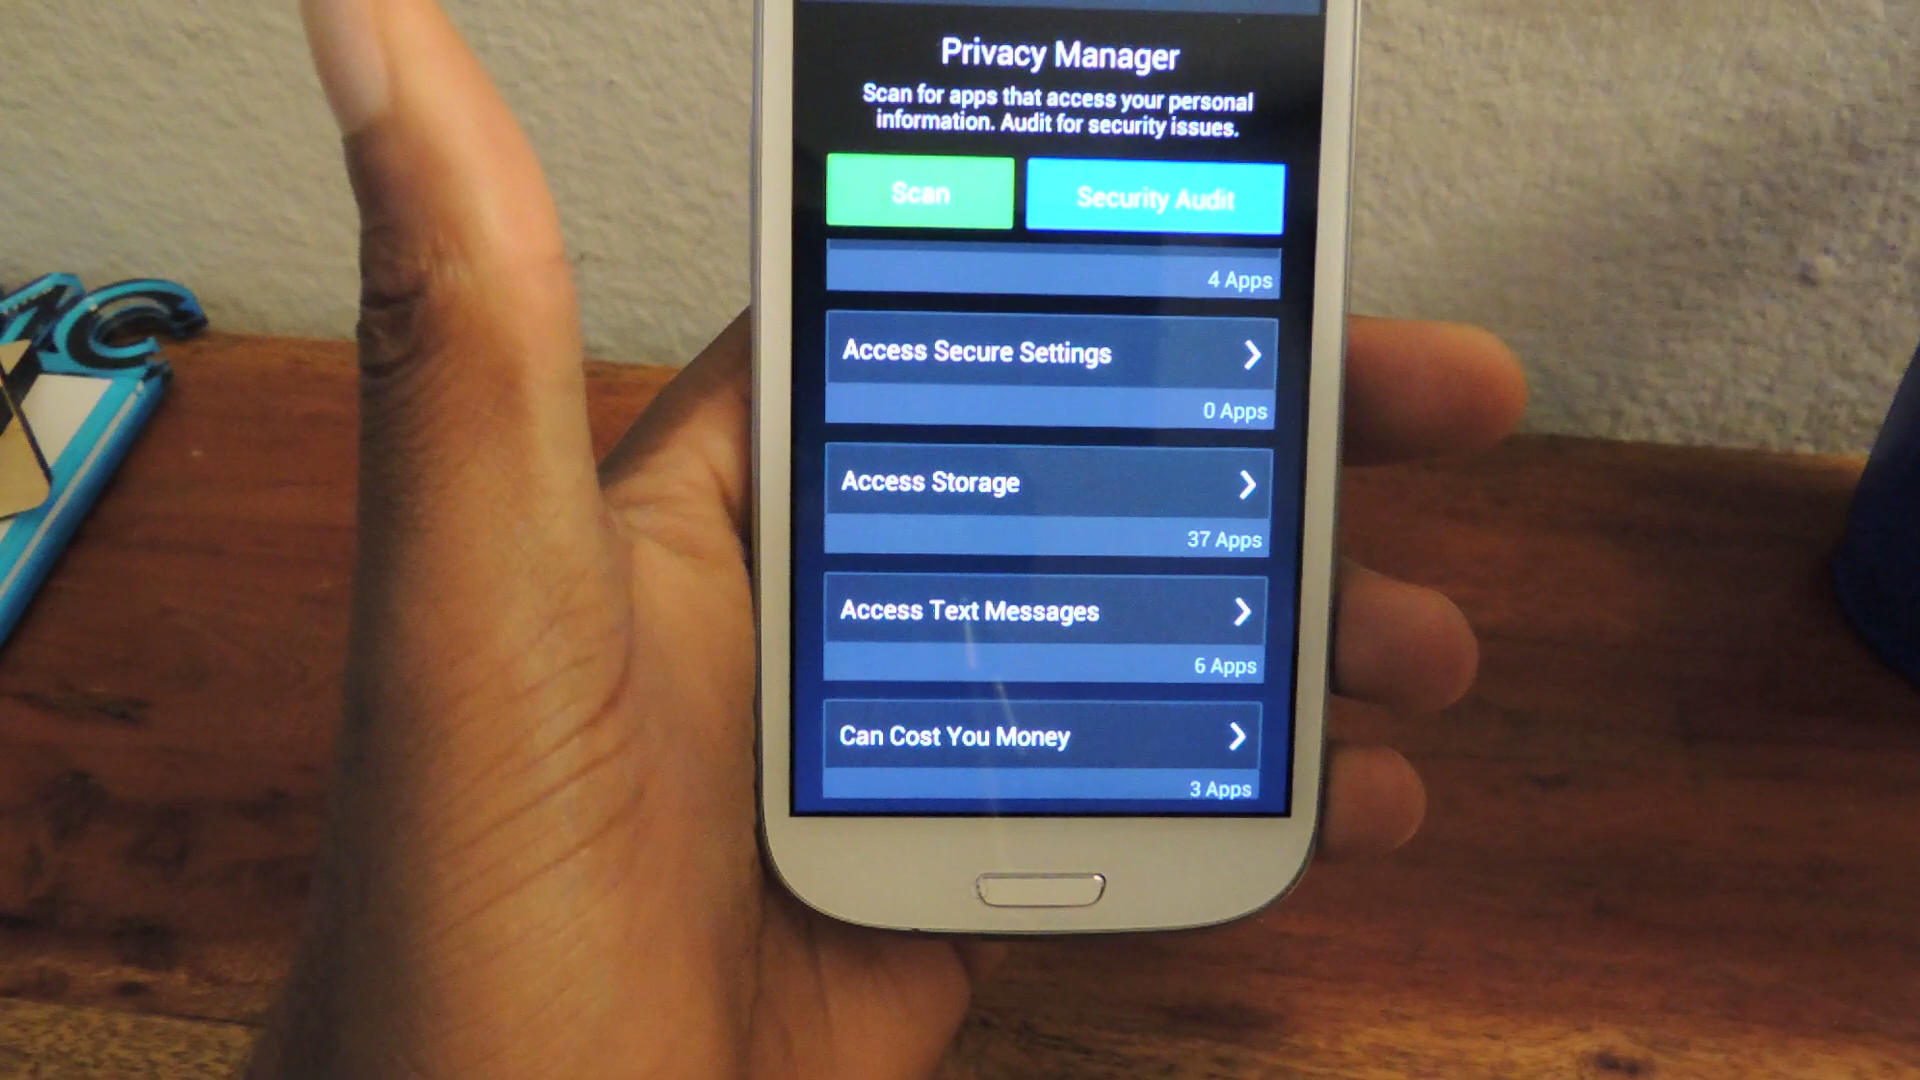 Privacy Manager
Scan for apps that access your personal
information. Audit for security issues.
Scan
Security Audit
4 Apps
Access Secure Settings
0 Apps
Access Storage
37 Apps
Access Text Messages
6 Apps
Can Cost You Money
3 Apps